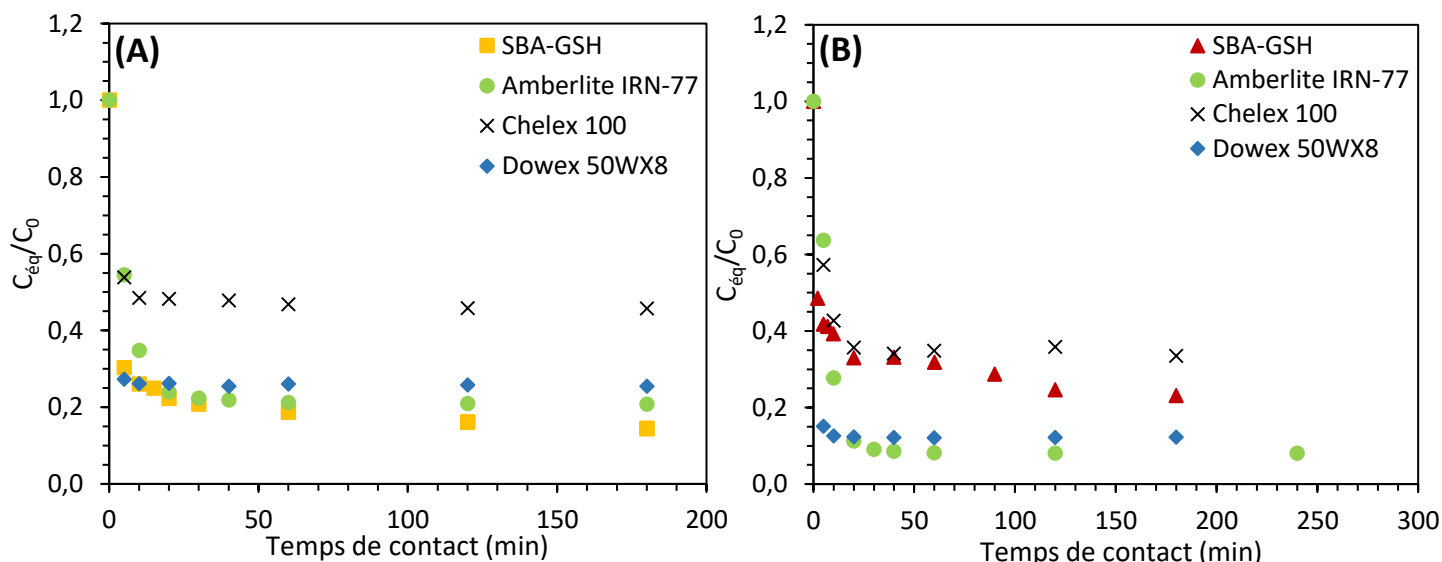 (A)
SBA-GSH
Amberlite IRN-77
Chelex 100
Dowex 50WX8
1,2
1,0
0,8
0,6
0,4
0,2
0,0
Céq/C0
0
50
100
150
200
Temps de contact (min)
(B)
SBA-GSH
Amberlite IRN-77
Chelex 100
Dowex 50WX8
1,2
1,0
0,8
0,6
0,4
0,2
0,0
Céq/C0
0
50
100
150
200
250
300
Temps de contact (min)